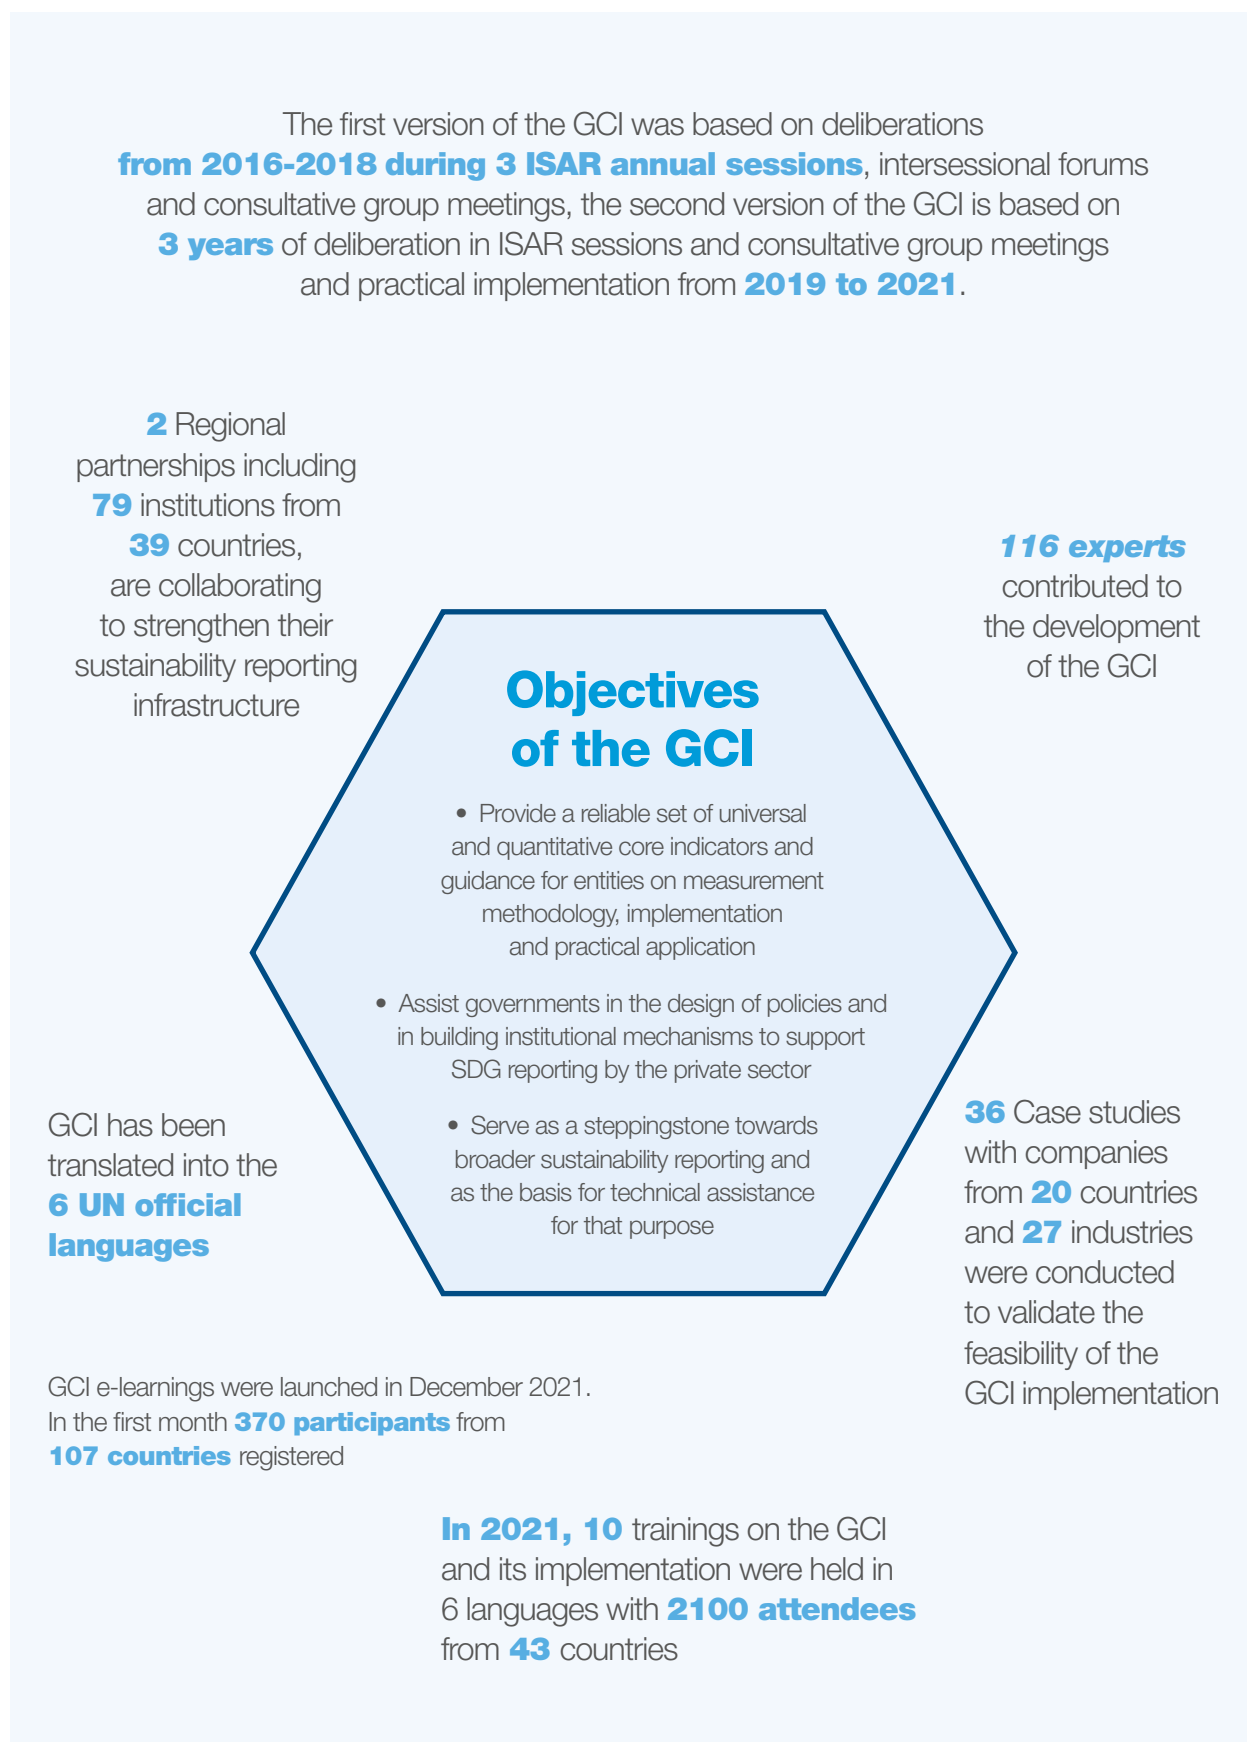 The first version of the GCI was based on deliberations
from 2016-2018 during 3 ISAR annual sessions, intersessional forums
and consultative group meetings, the second version of the GCI is based on
3 years of deliberation in ISAR sessions and consultative group meetings
and practical implementation from 2019 to 2021.
2 Regional
partnerships including
79 institutions from
39 countries,
are collaborating
to strengthen their
sustainability reporting
infrastructure
116 experts
contributed to
the development
of the GCI
Objectives
of the GCI
• Provide a reliable set of universal
and quantitative core indicators and
guidance for entities on measurement
methodology, implementation
and practical application
• Assist governments in the design of policies and
in building institutional mechanisms to support
SDG reporting by the private sector
• Serve as a steppingstone towards
broader sustainability reporting and
as the basis for technical assistance
for that purpose
GCI has been
translated into the
6 UN official
languages
36 Case studies
with companies
from 20 countries
and 27 industries
were conducted
to validate the
feasibility of the
GCI implementation
GCI e-learnings were launched in December 2021.
In the first month 370 participants from
107 countries registered
In 2021, 10 trainings on the GCI
and its implementation were held in
6 languages with 2100 attendees
from 43 countries